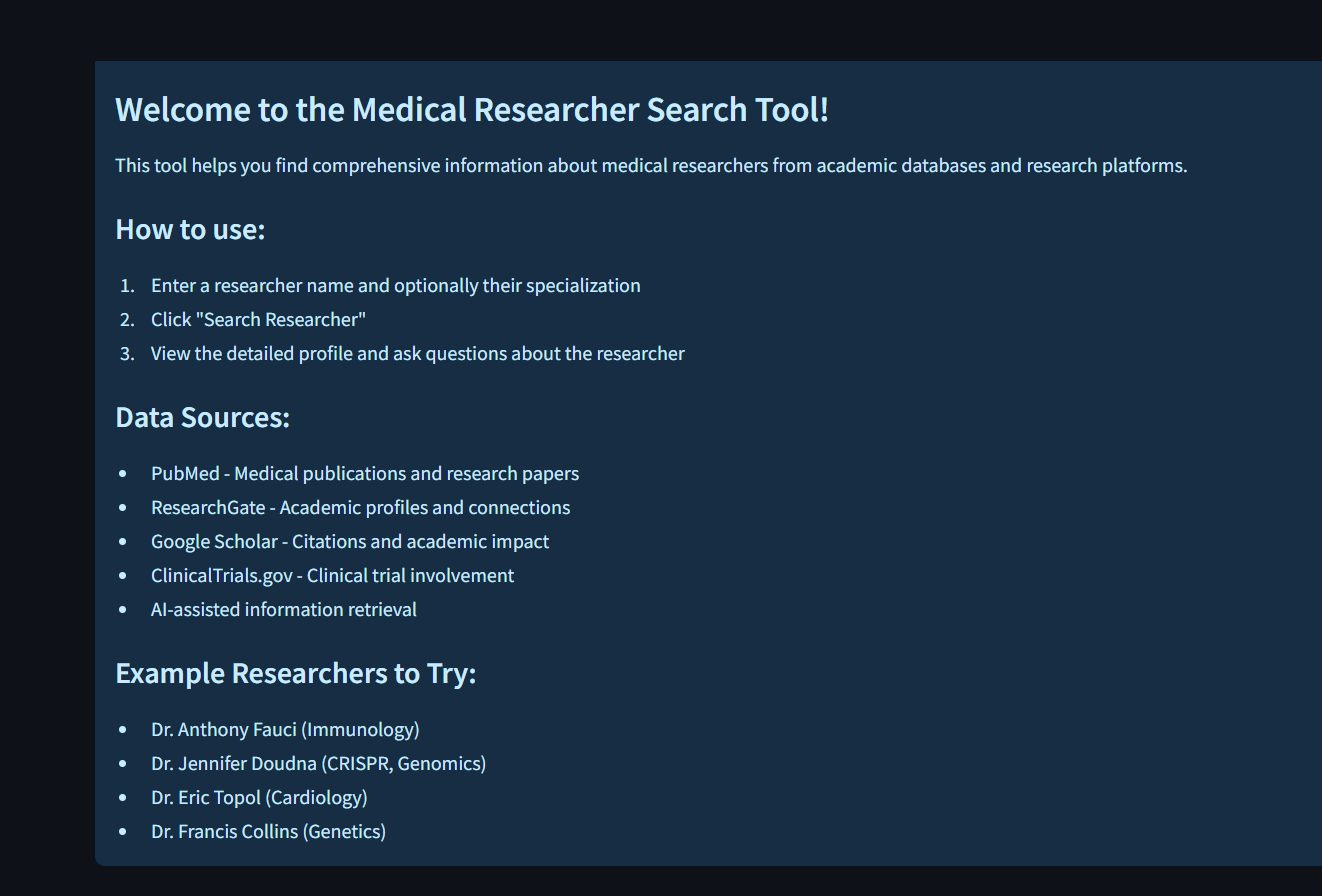 Welcome to the Medical Researcher Search Tool!
This tool helps you find comprehensive information about medical researchers from academic databases and research platforms.
How to use:
1. Enter a researcher name and optionally their specialization
2. Click "Search Researcher"
3. View the detailed profile and ask questions about the researcher
Data Sources:
• PubMed - Medical publications and research papers
• ResearchGate - Academic profiles and connections
• Google Scholar - Citations and academic impact
• ClinicalTrials.gov - Clinical trial involvement
• AI-assisted information retrieval
Example Researchers to Try:
• Dr. Anthony Fauci (Immunology)
• Dr. Jennifer Doudna (CRISPR, Genomics)
• Dr. Eric Topol (Cardiology)
• Dr. Francis Collins (Genetics)